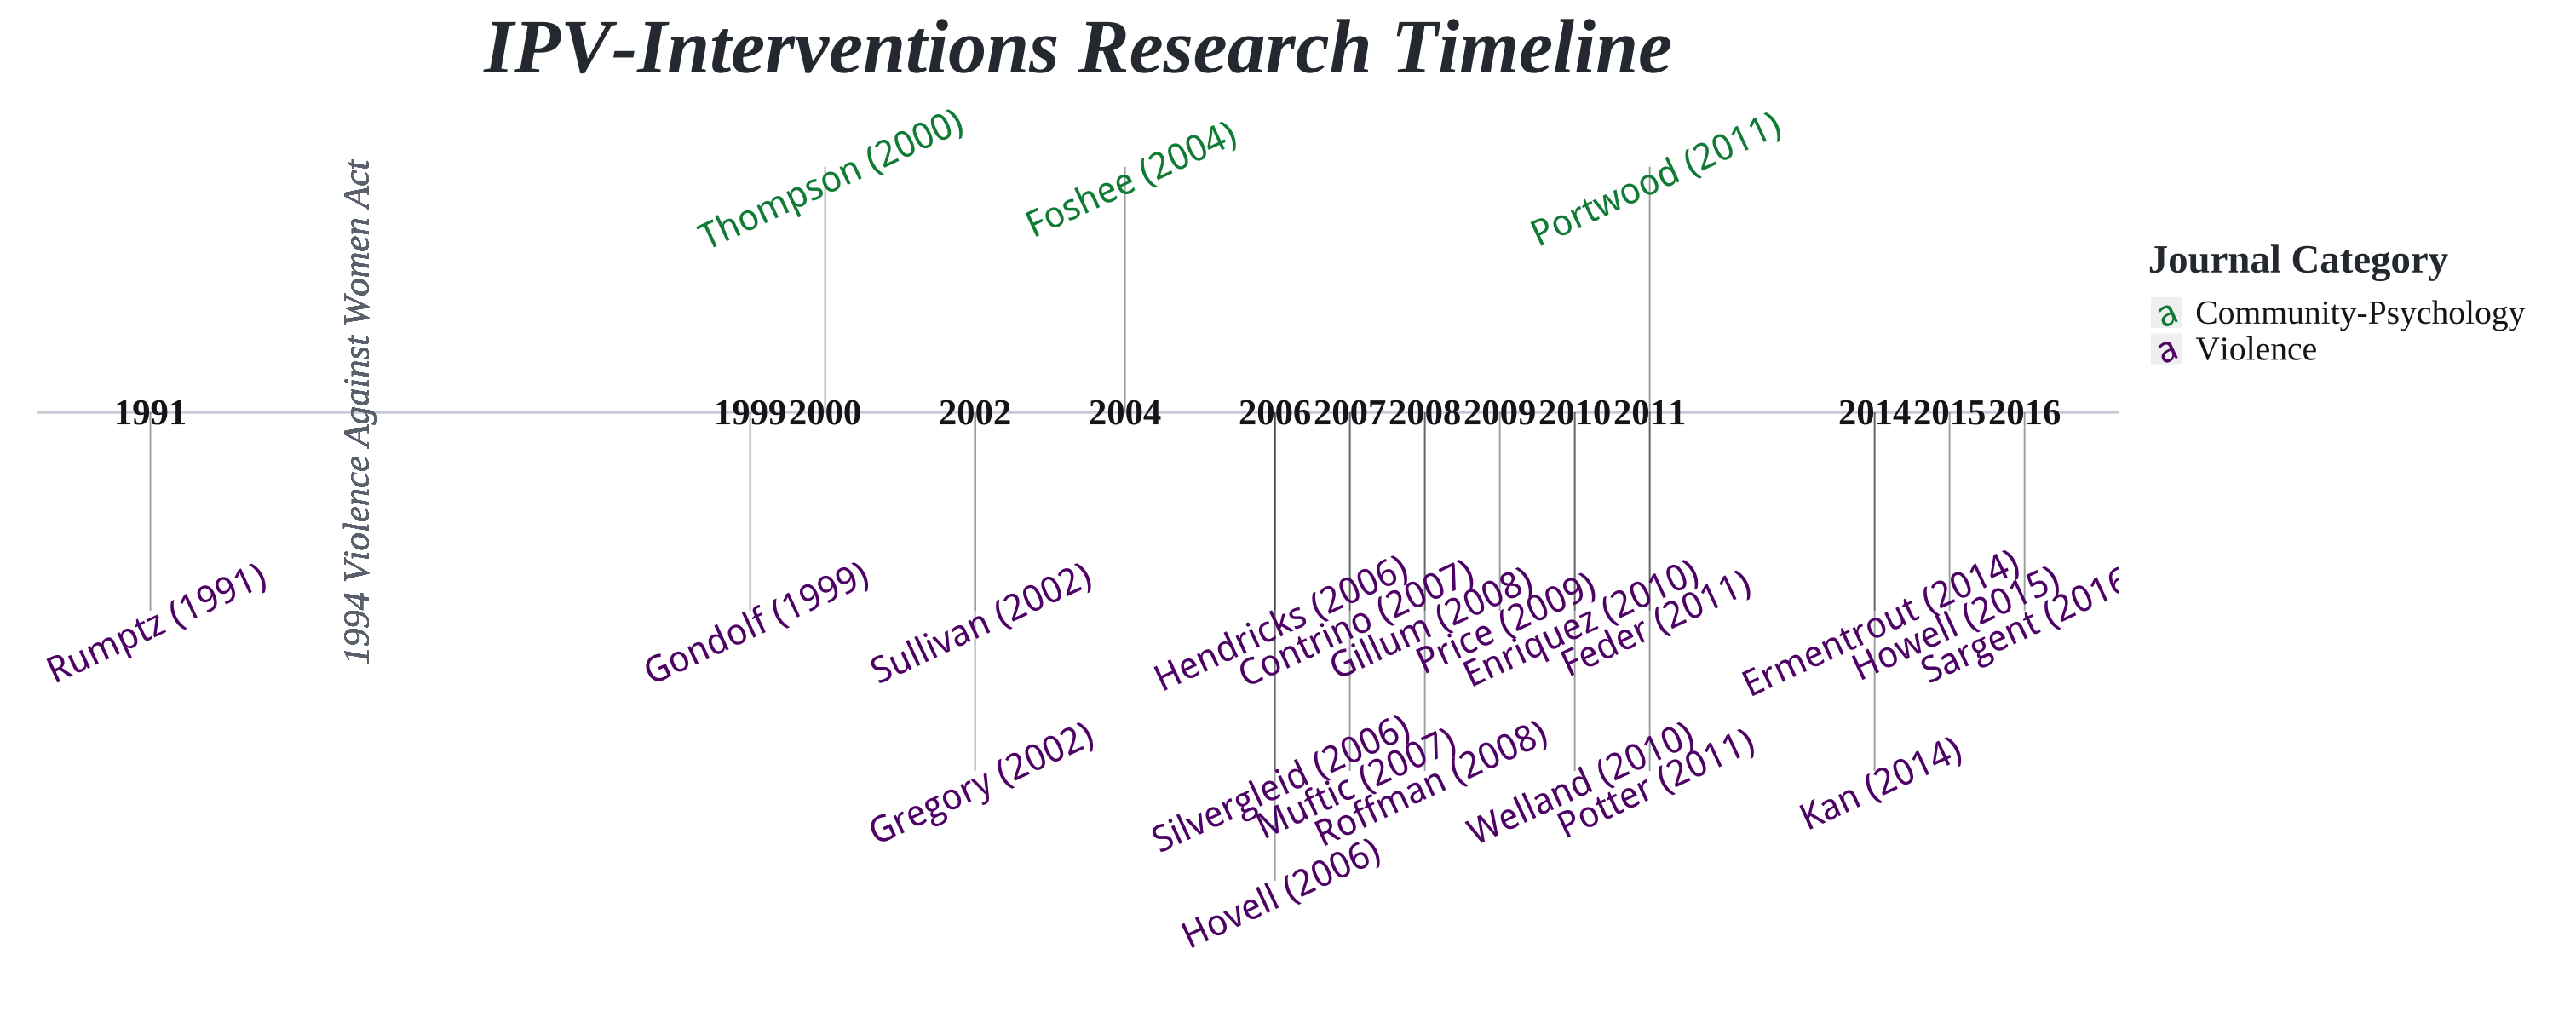 IPV-Interventions Research Timeline
Thompson (2000)
Foshee (2004)
Portwood (2011)
1994 Violence Against Women Act
Journal Category
a Community-Psychology
a Violence
1991
1999
2000
2002
2004
2006
2007
2008
2009
2010
2011
2014
2015
2016
Rumptz (1991)
Gondolf (1999)
Sullivan (2002)
Hendricks (2006)
Contrino (2007)
Gillum (2008)
Price (2009)
Enriquez (2010)
Feder (2011)
Ermentrout (2014)
Howell (2015)
Sargent (2016
Gregory (2002)
Silvergleid (2006)
Muftic (2007)
Roffman (2008)
Welland (2010)
Potter (2011)
Kan (2014)
Hovell (2006)